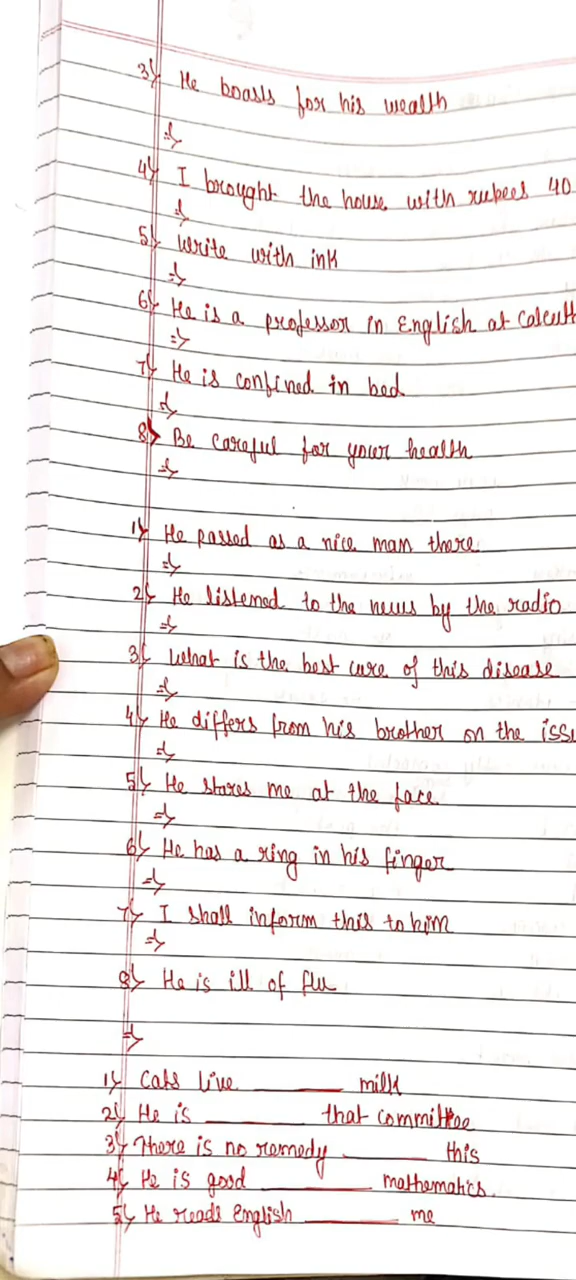 3) He boasts for his wealth
=>
4) I brought the house with rupees 40
=>
5) Write with ink
=>
6) He is a professor in English at Calcutt
=>
7) He is confined in bed
=>
8) Be careful for your health
=>
1) He passed as a nice man there
=>
2) He listened to the news by the radio
=>
3) What is the best cure of this disease
=>
4) He differs from his brother on the issu
=>
5) He stares me at the face
=>
6) He has a ring in his finger
=>
7) I shall inform this to him
=>
8) He is ill of flu
=>
1) Cats live ______ milk
2) He is ______ that committee
3) There is no remedy ______ this
4) He is good ______ mathematics.
5) He reads English ______ me